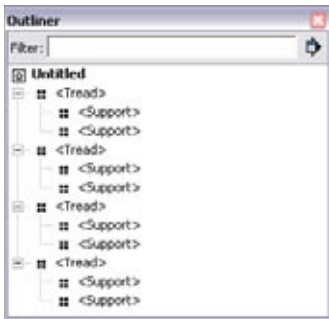 Outliner
Filter:
Untitled
<Tread>
<Support>
<Support>
<Tread>
<Support>
<Support>
<Tread>
<Support>
<Support>
<Tread>
<Support>
<Support>